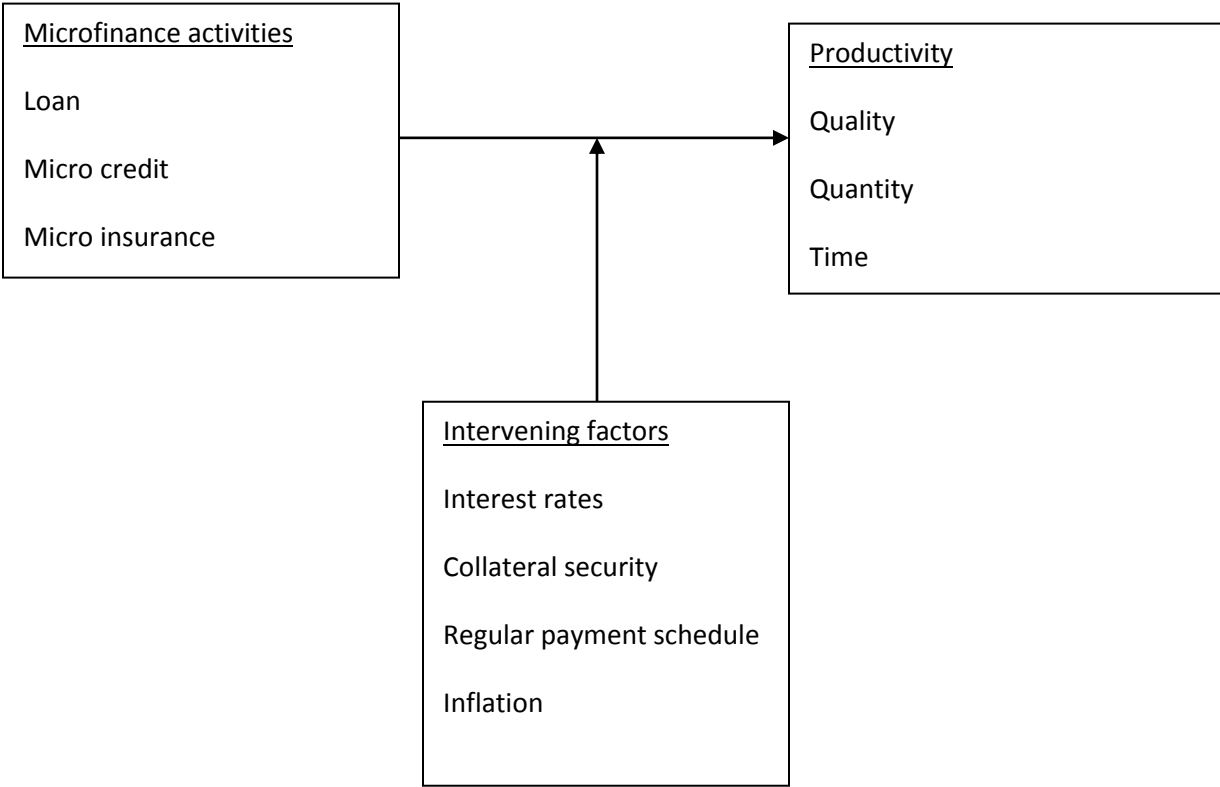 Microfinance activities
Loan
Micro credit
Micro insurance
Productivity
Quality
Quantity
Time
Intervening factors
Interest rates
Collateral security
Regular payment schedule
Inflation